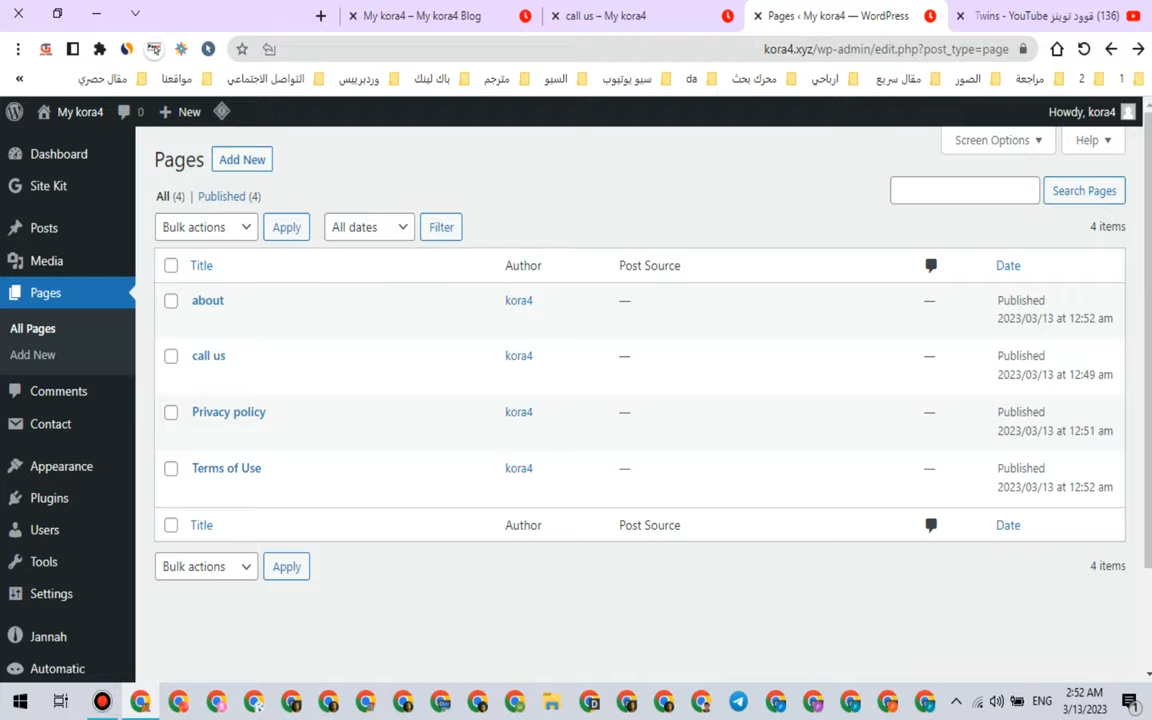 My kora4 – My kora4 Blog
call us – My kora4
Pages ‹ My kora4 — WordPress
(136) قوود توينز Twins - YouTube
kora4.xyz/wp-admin/edit.php?post_type=page
«
مقال حصري
مواقعنا
التواصل الاجتماعي
وردبريبس
باك لينك
مترجم
السيو
سيو يوتيوب
da
محرك بحث
ارباحي
مقال سريع
الصور
مراجعة
2
1
My kora4
0
New
Howdy, kora4
Dashboard
Site Kit
Posts
Media
Pages
All Pages
Add New
Comments
Contact
Appearance
Plugins
Users
Tools
Settings
Jannah
Automatic
Screen Options
Help
Pages
Add New
All (4) | Published (4)
Search Pages
Bulk actions
Apply
All dates
Filter
4 items
Title Author Post Source Date
about kora4 — — Published
2023/03/13 at 12:52 am
call us kora4 — — Published
2023/03/13 at 12:49 am
Privacy policy kora4 — — Published
2023/03/13 at 12:51 am
Terms of Use kora4 — — Published
2023/03/13 at 12:52 am
Title Author Post Source Date
Bulk actions
Apply
4 items
ENG
2:52 AM
3/13/2023
1